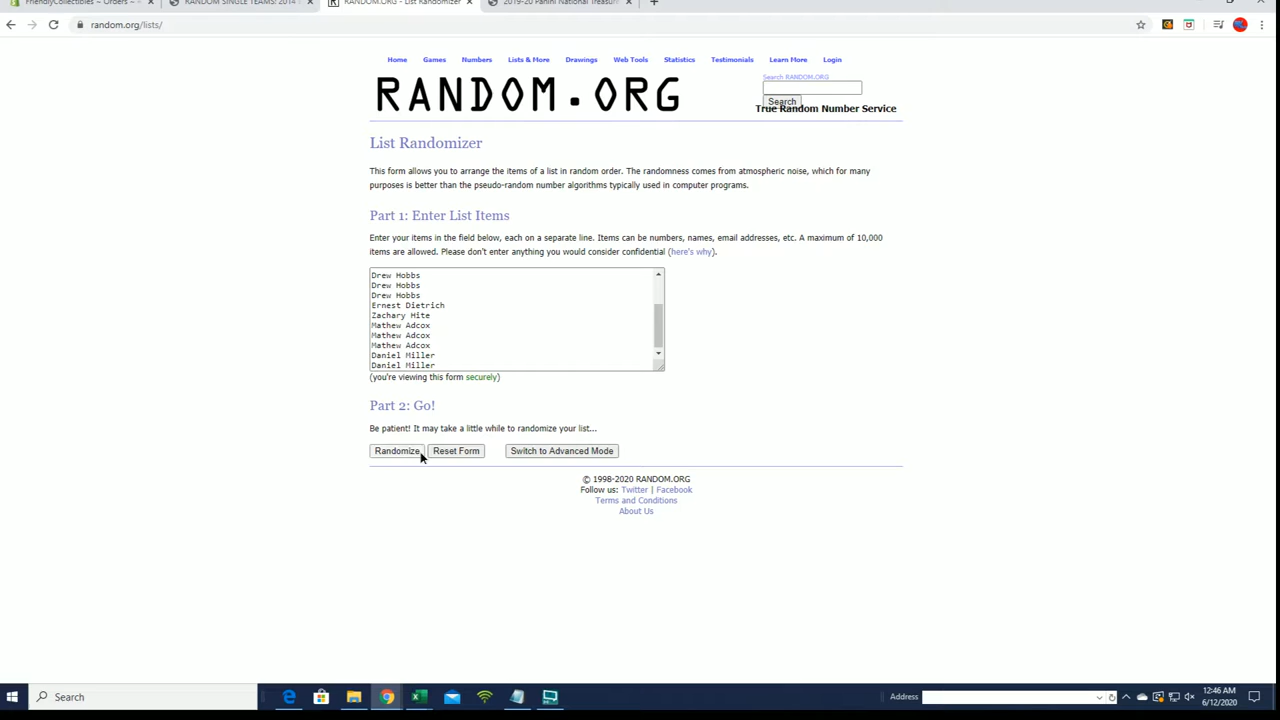 FriendlyCollectibles – Orders –
RANDOM SINGLE TEAMS: 2014
RANDOM.ORG - List Randomizer
2019-20 Panini National Treasur
random.org/lists/
Home Games Numbers Lists & More Drawings Web Tools Statistics Testimonials Learn More Login
RANDOM.ORG
Search RANDOM.ORG
Search
True Random Number Service
List Randomizer
This form allows you to arrange the items of a list in random order. The randomness comes from atmospheric noise, which for many
purposes is better than the pseudo-random number algorithms typically used in computer programs.
Part 1: Enter List Items
Enter your items in the field below, each on a separate line. Items can be numbers, names, email addresses, etc. A maximum of 10,000
items are allowed. Please don't enter anything you would consider confidential (here's why).
Drew Hobbs
Drew Hobbs
Drew Hobbs
Ernest Dietrich
Zachary Hite
Mathew Adcox
Mathew Adcox
Mathew Adcox
Daniel Miller
Daniel Miller
(you're viewing this form securely)
Part 2: Go!
Be patient! It may take a little while to randomize your list...
Randomize Reset Form Switch to Advanced Mode
© 1998-2020 RANDOM.ORG
Follow us: Twitter | Facebook
Terms and Conditions
About Us
Search
Address
12:46 AM
6/12/2020